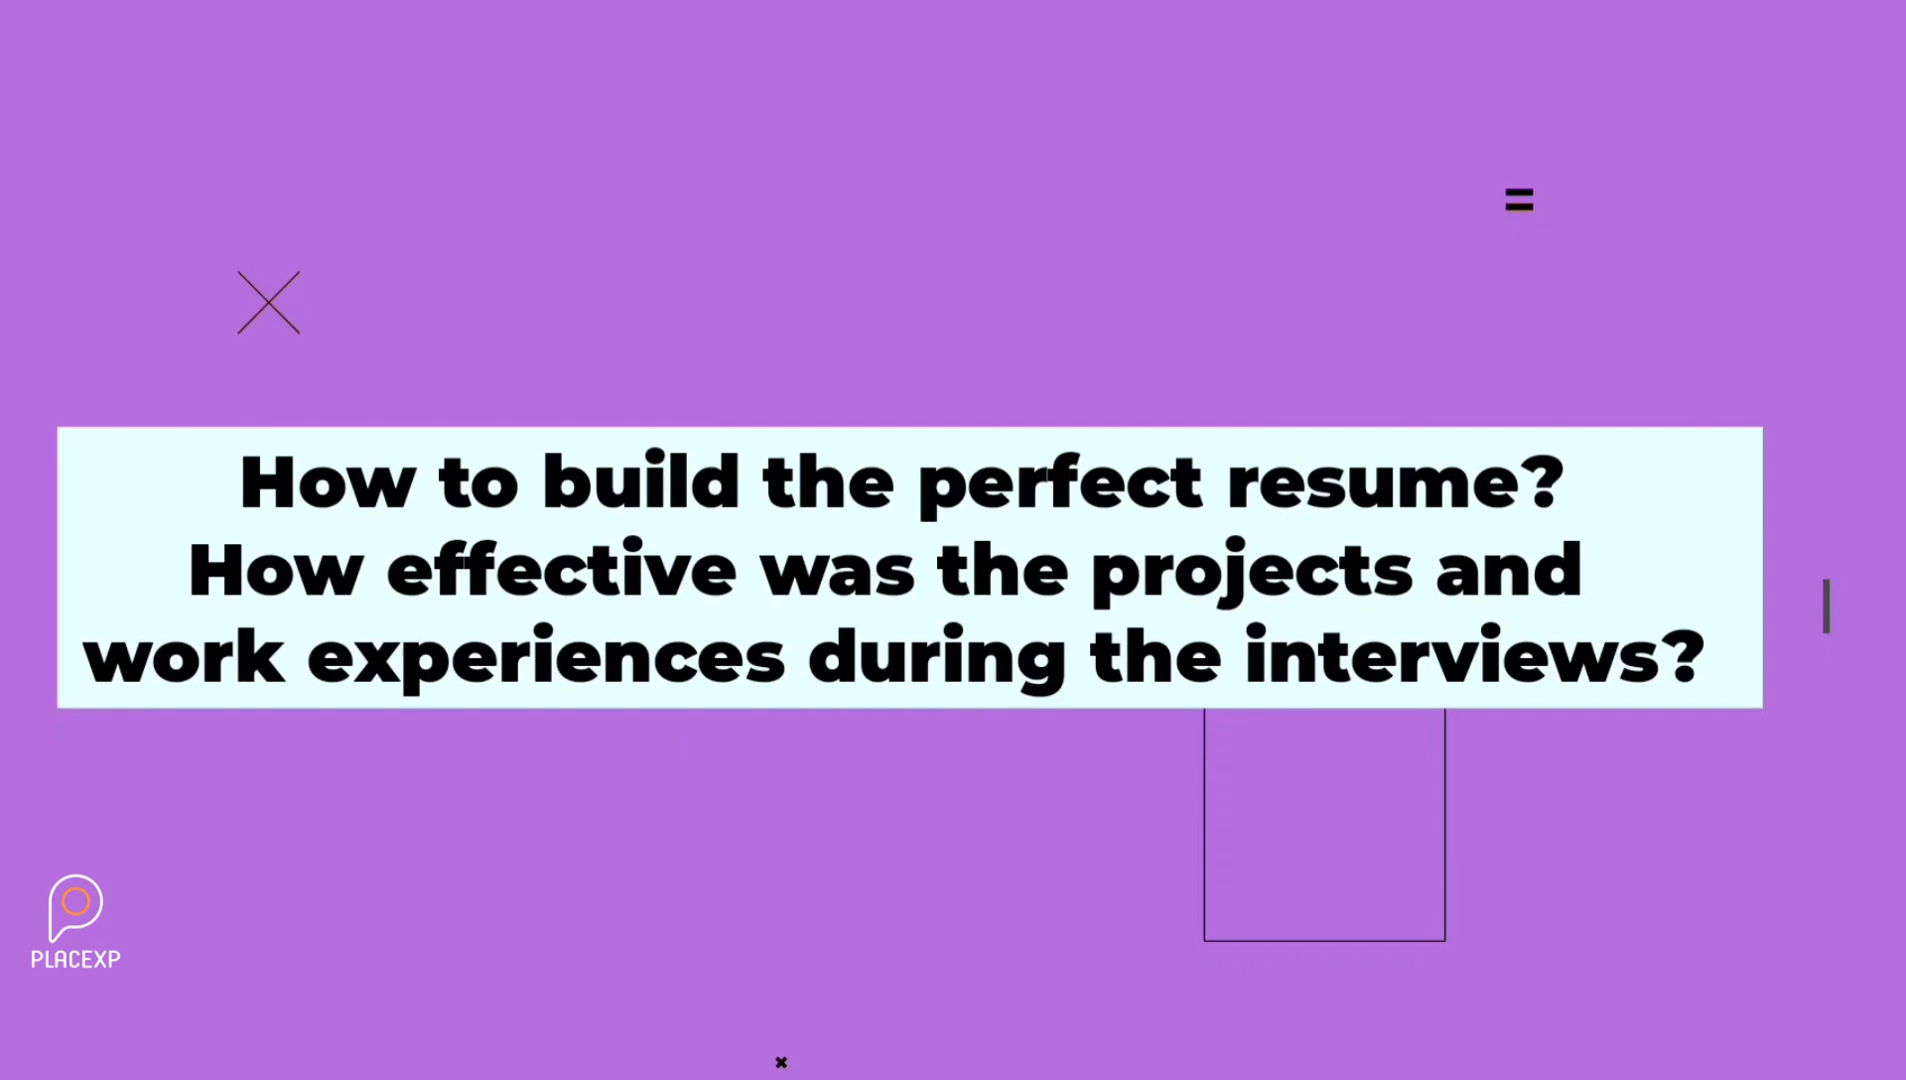 How to build the perfect resume?
How effective was the projects and
work experiences during the interviews?
PLACEXP